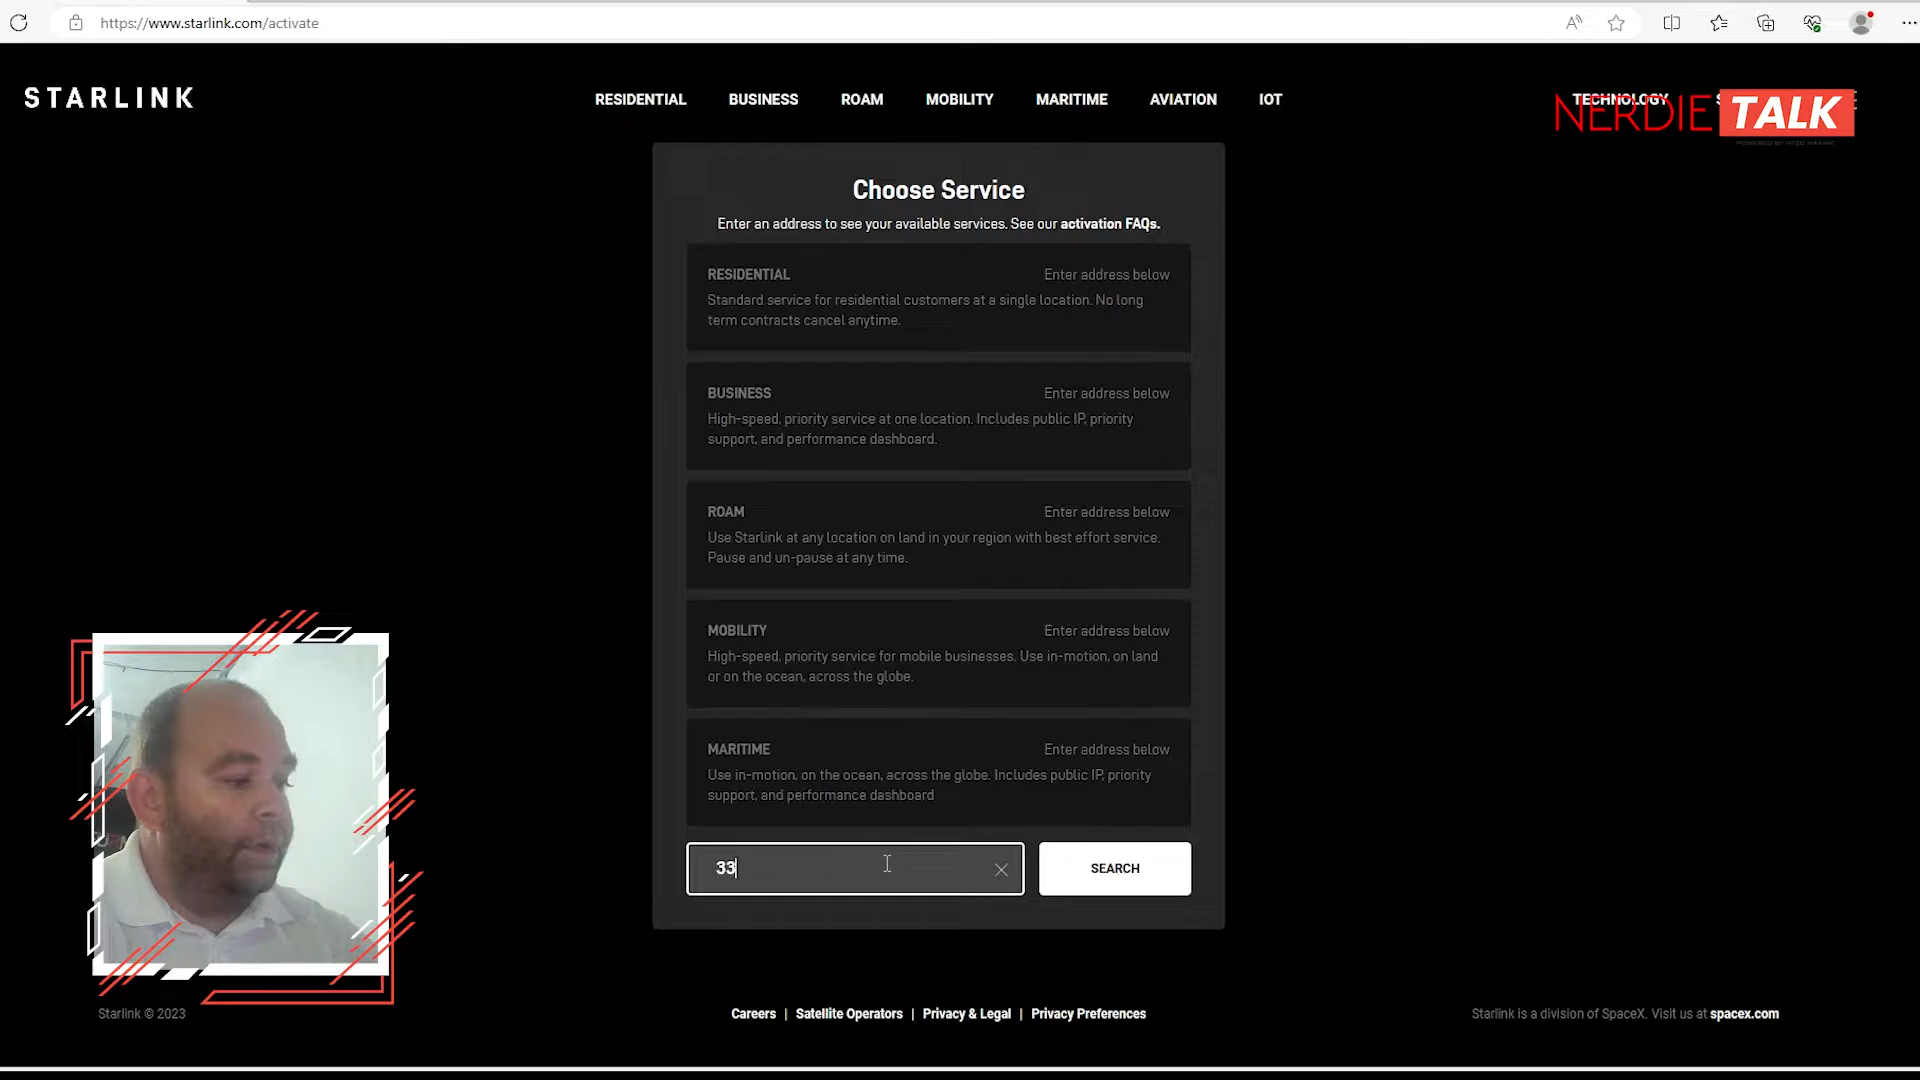 https://www.starlink.com/activate
STARLINK
RESIDENTIAL
BUSINESS
ROAM
MOBILITY
MARITIME
AVIATION
IOT
TECHNOLOGY
NERDIE TALK
Choose Service
Enter an address to see your available services. See our activation FAQs.
RESIDENTIAL
Enter address below
Standard service for residential customers at a single location. No long
term contracts cancel anytime.
BUSINESS
Enter address below
High-speed, priority service at one location. Includes public IP, priority
support, and performance dashboard.
ROAM
Enter address below
Use Starlink at any location on land in your region with best effort service.
Pause and un-pause at any time.
MOBILITY
Enter address below
High-speed, priority service for mobile businesses. Use in-motion, on land
or on the ocean, across the globe.
MARITIME
Enter address below
Use in-motion, on the ocean, across the globe. Includes public IP, priority
support, and performance dashboard
33
SEARCH
Starlink © 2023
Careers | Satellite Operators | Privacy & Legal | Privacy Preferences
Starlink is a division of SpaceX. Visit us at spacex.com